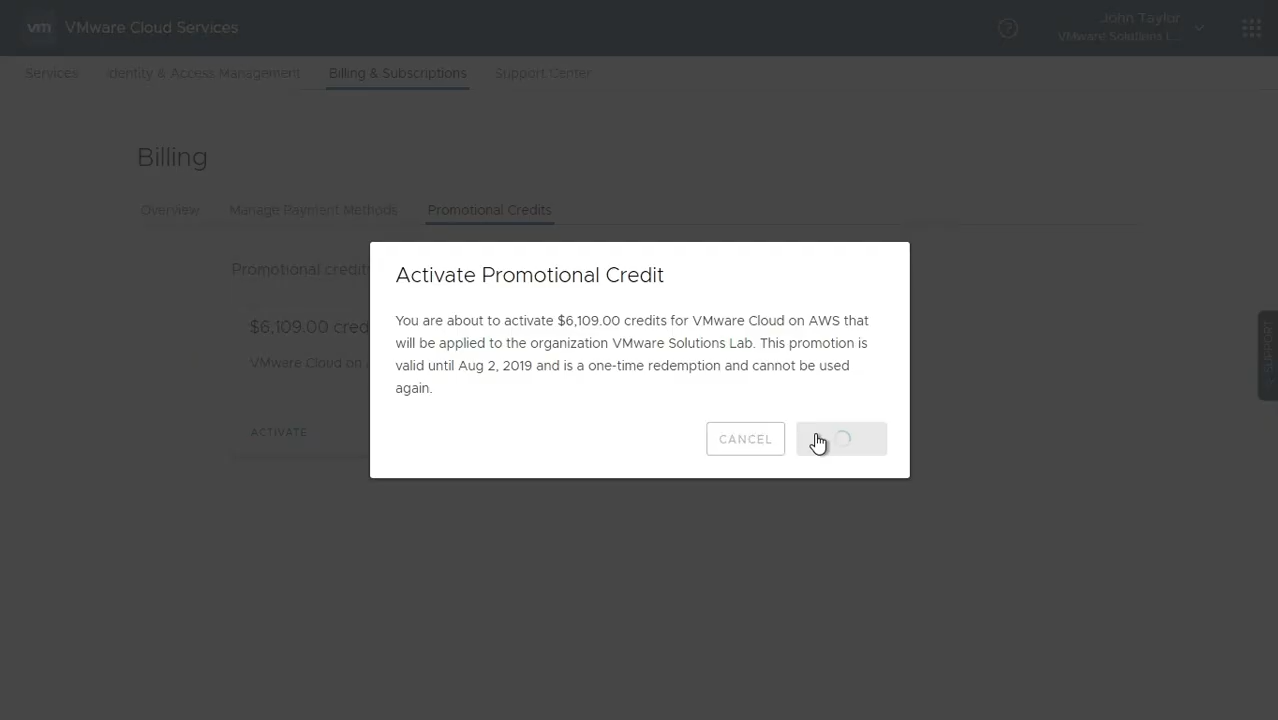 vm VMware Cloud Services
John Taylor
VMware Solutions L...
Services Identity & Access Management Billing & Subscriptions Support Center
Billing
Overview Manage Payment Methods Promotional Credits
Promotional credit
$6,109.00 cred
VMware Cloud on
ACTIVATE
Activate Promotional Credit
You are about to activate $6,109.00 credits for VMware Cloud on AWS that
will be applied to the organization VMware Solutions Lab. This promotion is
valid until Aug 2, 2019 and is a one-time redemption and cannot be used
again.
CANCEL
SUPPORT